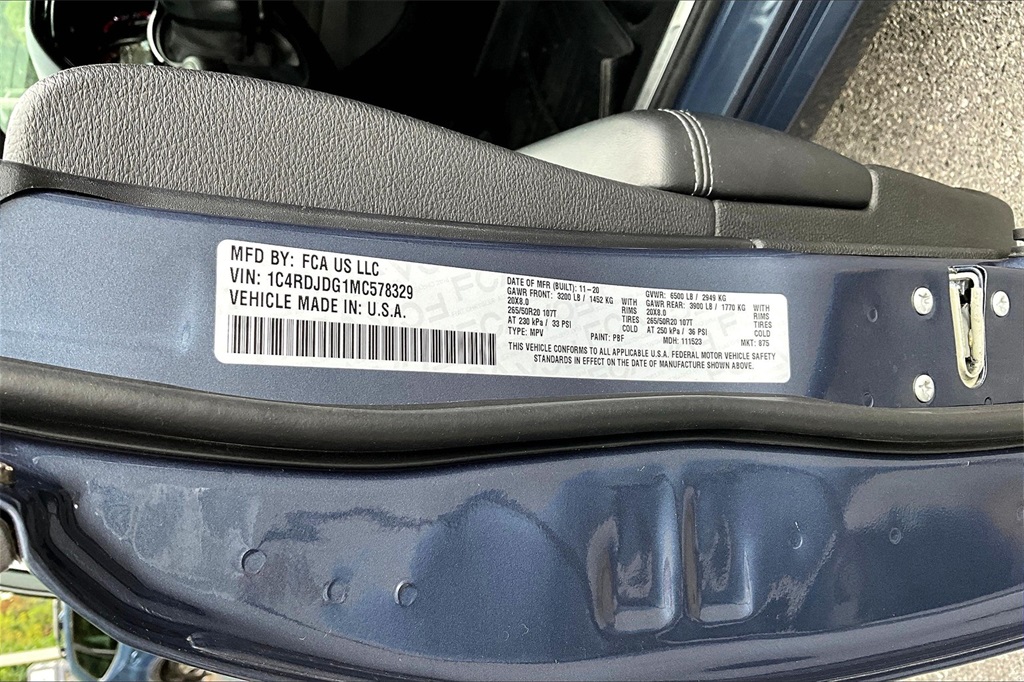 MFD BY: FCA US LLC
VIN: 1C4RDJDG1MC578329
VEHICLE MADE IN: U.S.A.
DATE OF MFR (BUILT): 11-20 GVWR: 6500 LB / 2949 KG
GAWR FRONT: 3200 LB / 1452 KG WITH GAWR REAR: 3900 LB / 1770 KG WITH
20X8.0 RIMS 20X8.0 RIMS
265/50R20 107T TIRES 265/50R20 107T TIRES
AT 230 kPa / 33 PSI COLD AT 250 kPa / 36 PSI COLD
TYPE: MPV PAINT: PBF MDH: 111523 MKT: 875
THIS VEHICLE CONFORMS TO ALL APPLICABLE U.S.A. FEDERAL MOTOR VEHICLE SAFETY
STANDARDS IN EFFECT ON THE DATE OF MANUFACTURE SHOWN ABOVE.